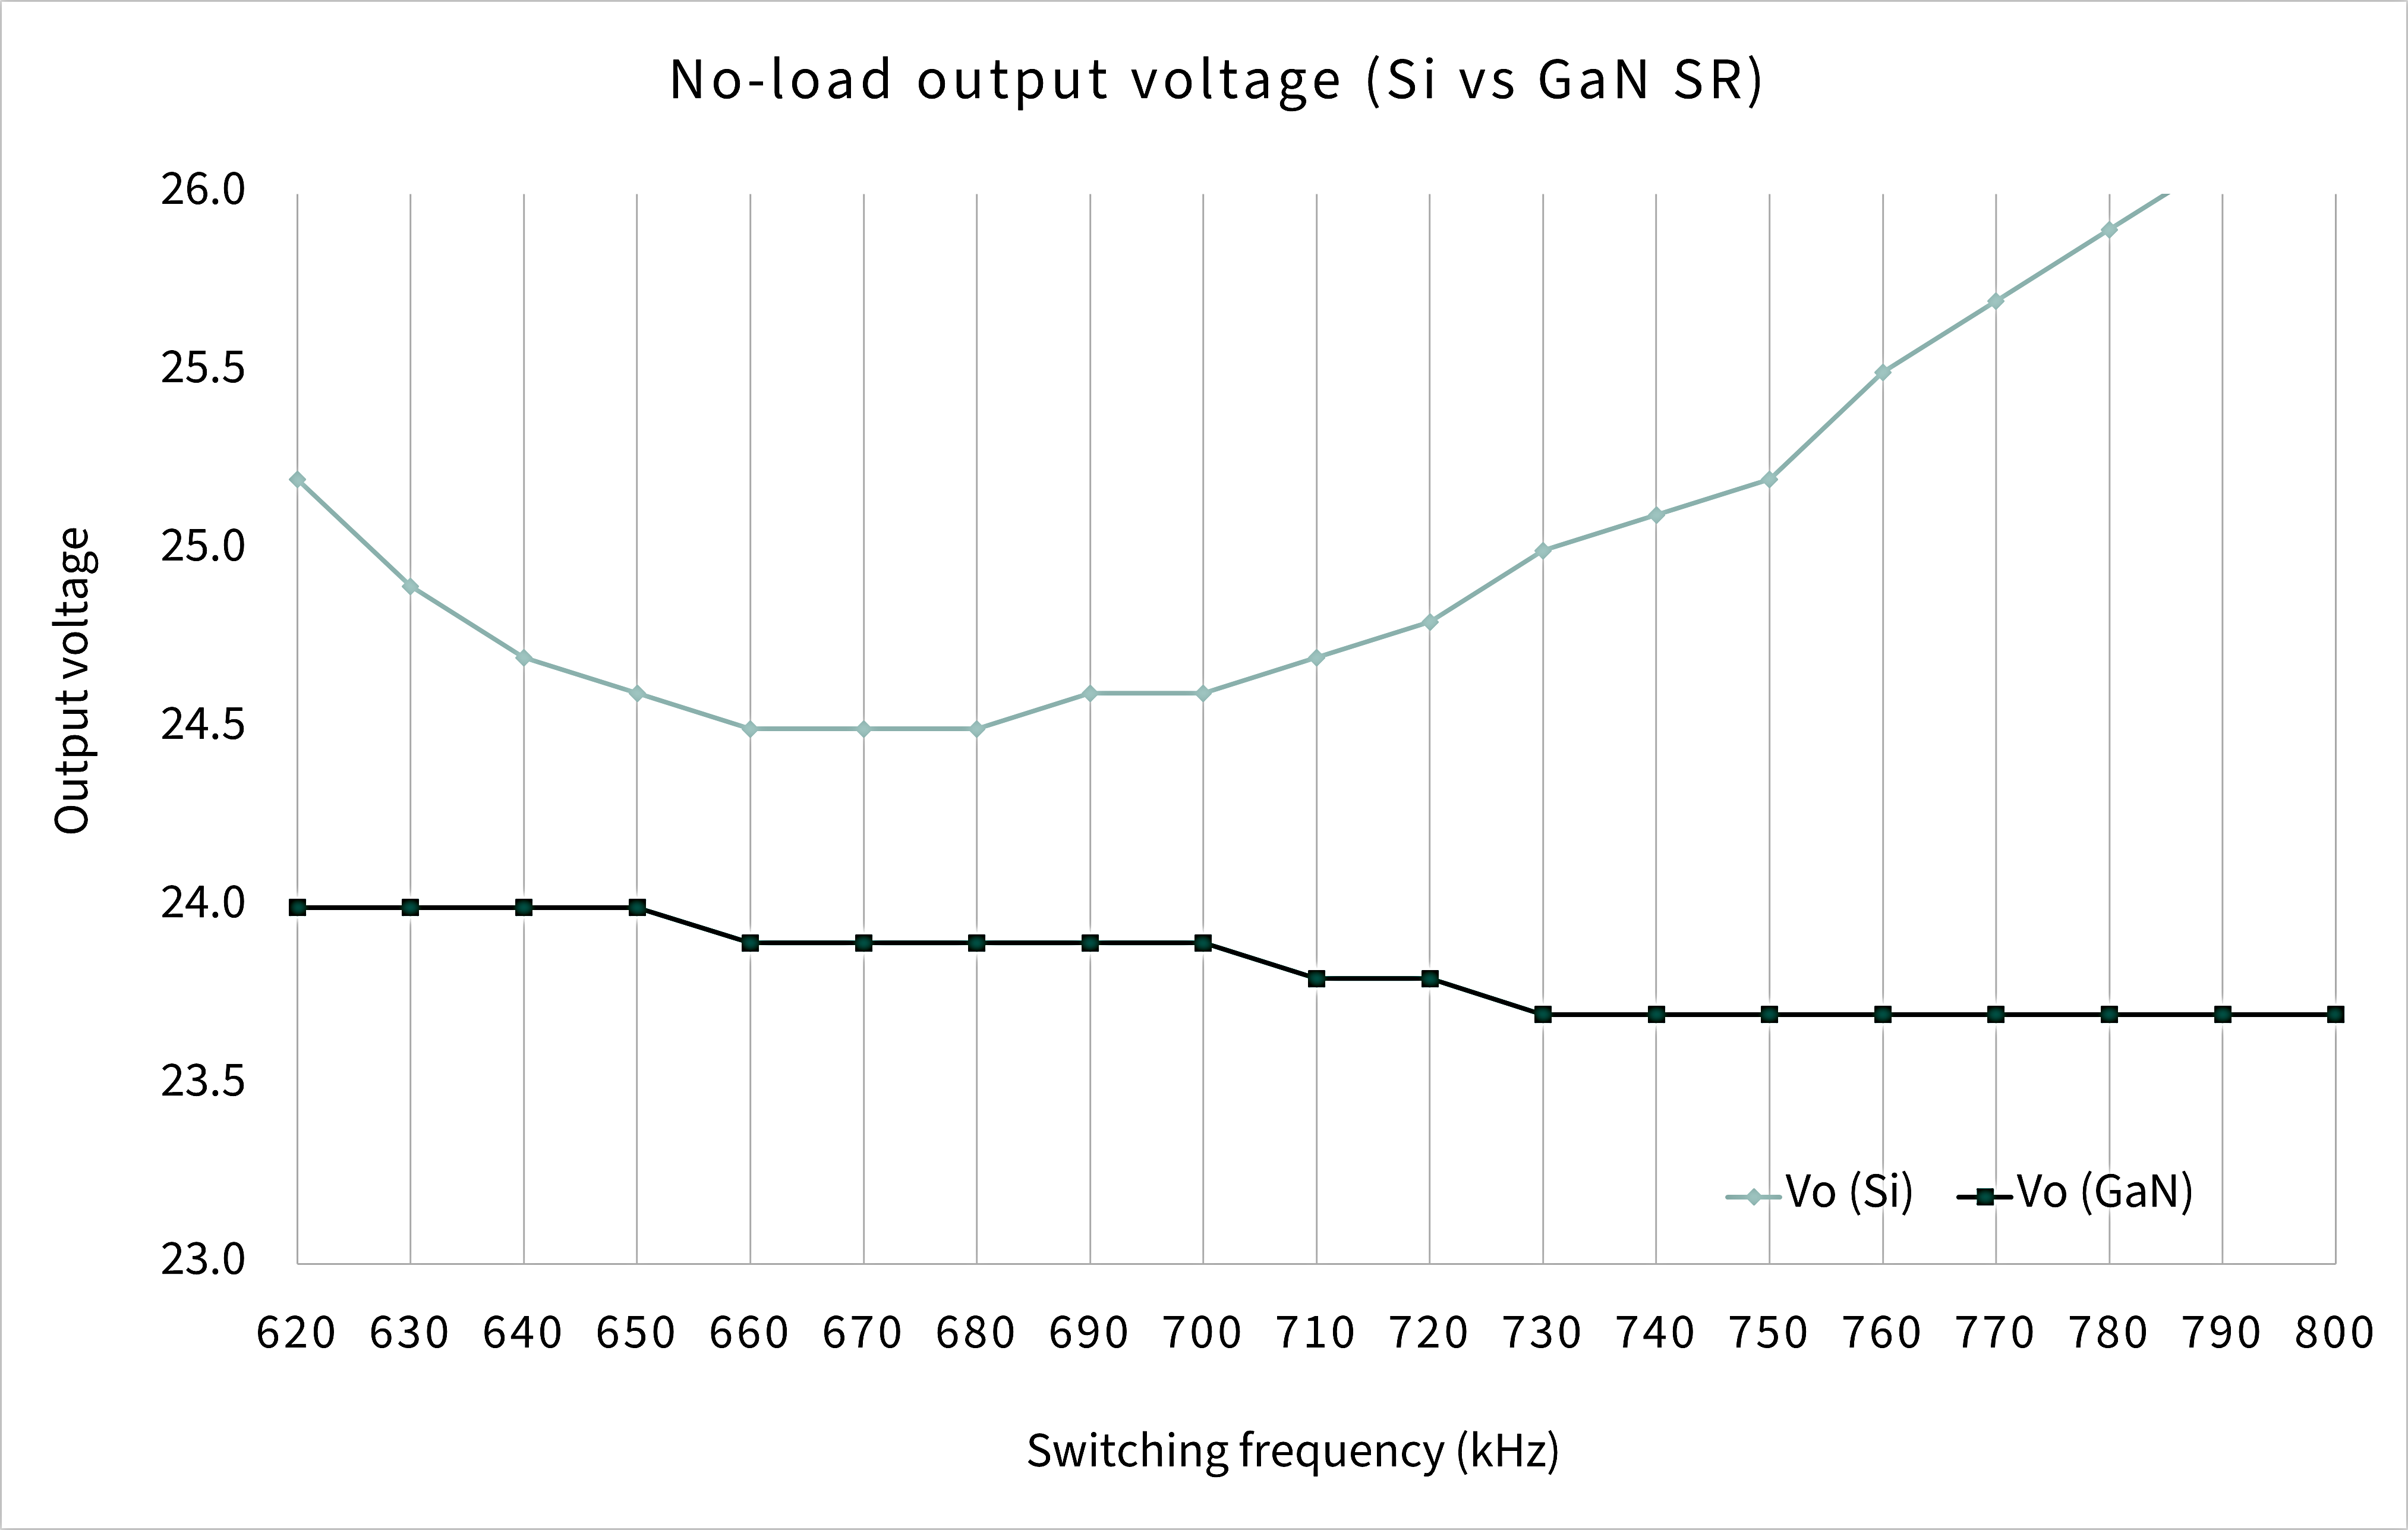 No-load output voltage (Si vs GaN SR)
26.0
25.5
25.0
24.5
24.0
23.5
23.0
Output voltage
Vo (Si)
Vo (GaN)
620 630 640 650 660 670 680 690 700 710 720 730 740 750 760 770 780 790 800
Switching frequency (kHz)